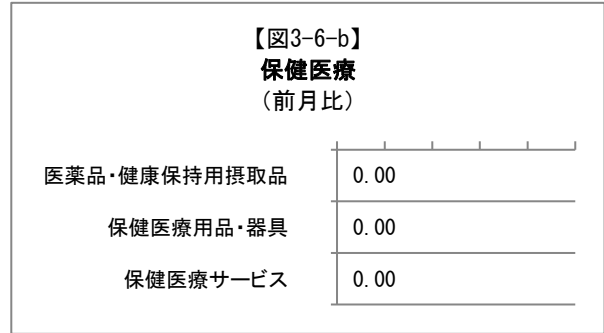 【図3-6-b】
保健医療
(前月比)
医薬品・健康保持用摂取品 0.00
保健医療用品・器具 0.00
保健医療サービス 0.00